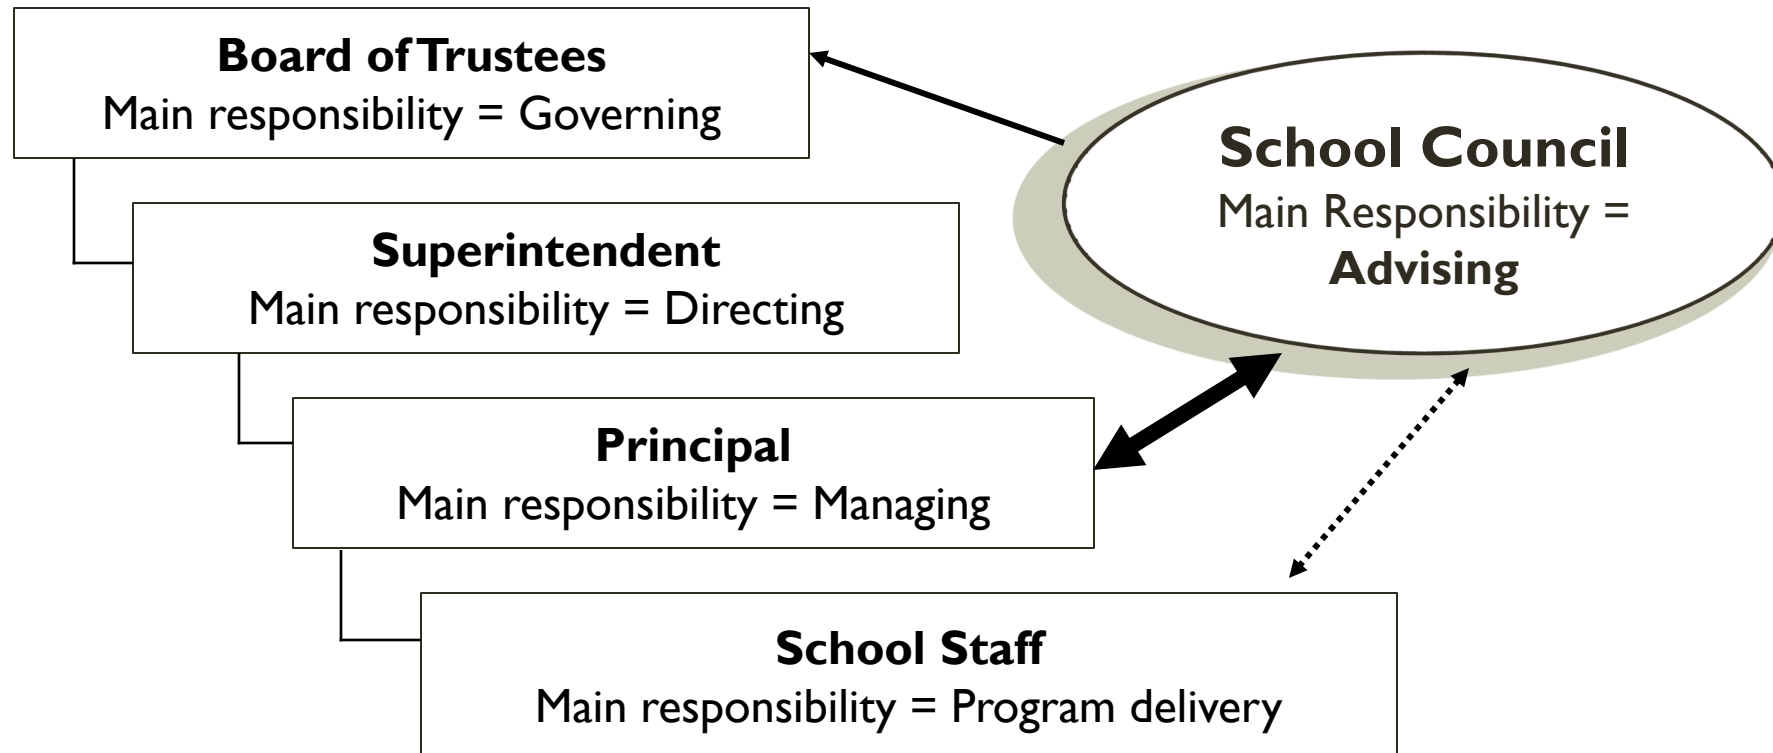 Board of Trustees
Main responsibility = Governing
School Council
Main Responsibility =
Advising
Superintendent
Main responsibility = Directing
Principal
Main responsibility = Managing
School Staff
Main responsibility = Program delivery